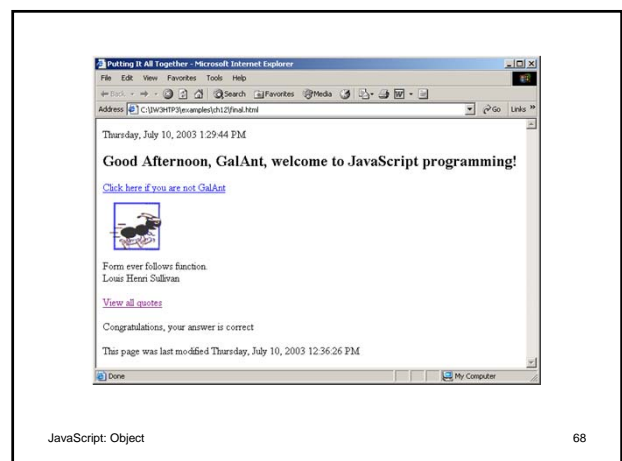 Putting It All Together - Microsoft Internet Explorer
File Edit View Favorites Tools Help
Back Search Favorites Media
Address C:\IW3HTP3\examples\ch12\final.html Go Links »
Thursday, July 10, 2003 1:29:44 PM
Good Afternoon, GalAnt, welcome to JavaScript programming!
Click here if you are not GalAnt
Form ever follows function.
Louis Henri Sullivan
View all quotes
Congratulations, your answer is correct
This page was last modified Thursday, July 10, 2003 12:36:26 PM
Done My Computer
JavaScript: Object 68